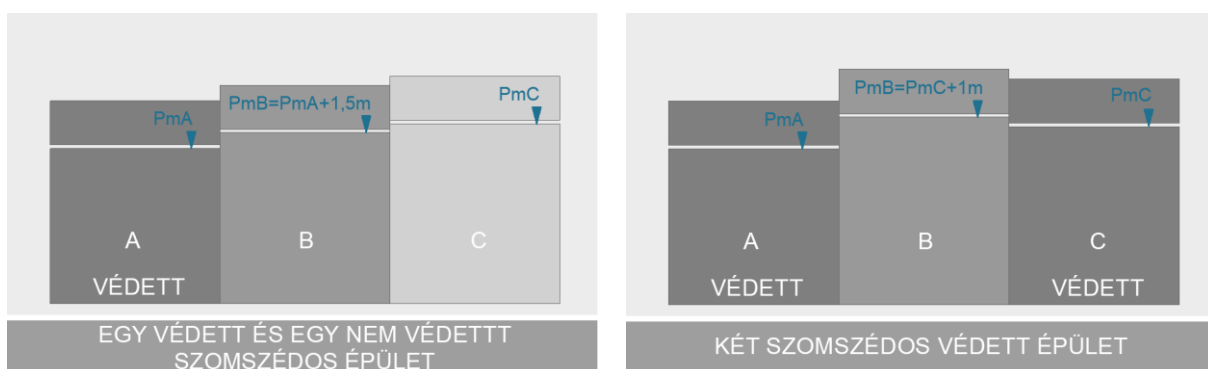 PmA
PmB=PmA+1,5m
PmC
A
B
C
VÉDETT
EGY VÉDETT ÉS EGY NEM VÉDETTT
SZOMSZÉDOS ÉPÜLET
PmA
PmB=PmC+1m
PmC
A
B
C
VÉDETT
VÉDETT
KÉT SZOMSZÉDOS VÉDETT ÉPÜLET